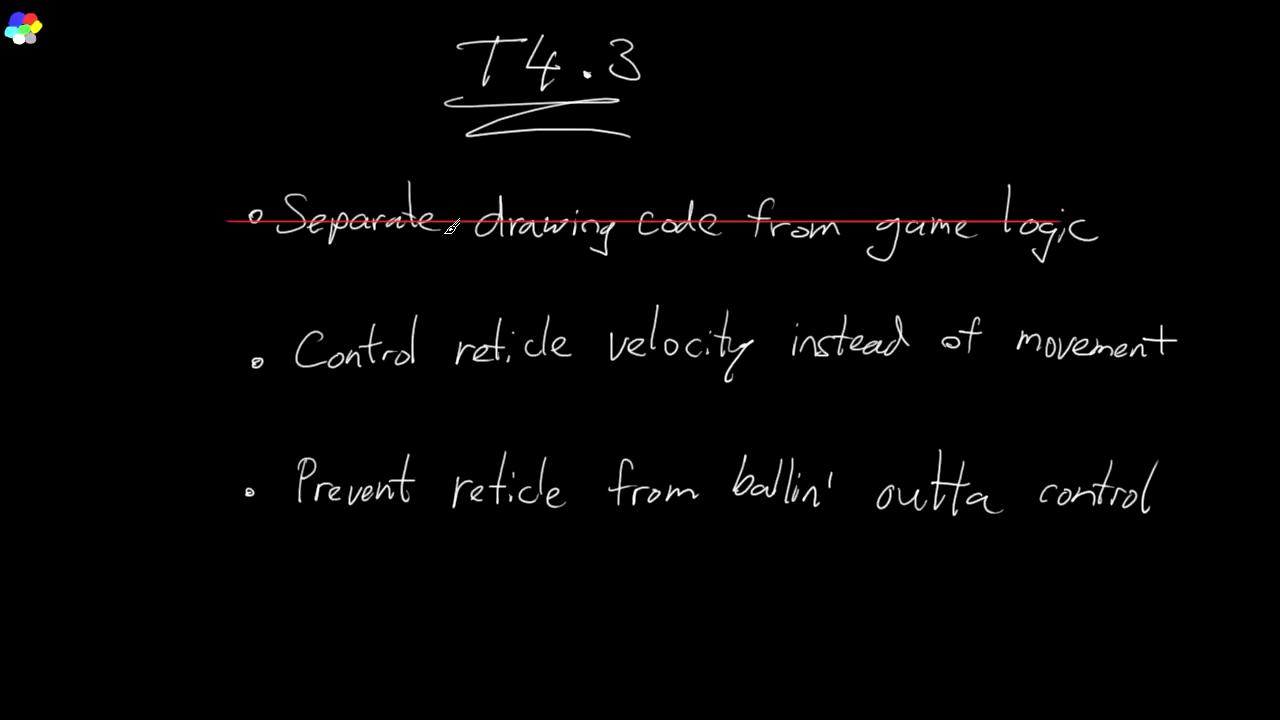 T4.3
• Separate drawing code from game logic
• Control reticle velocity instead of movement
• Prevent reticle from ballin' outta control